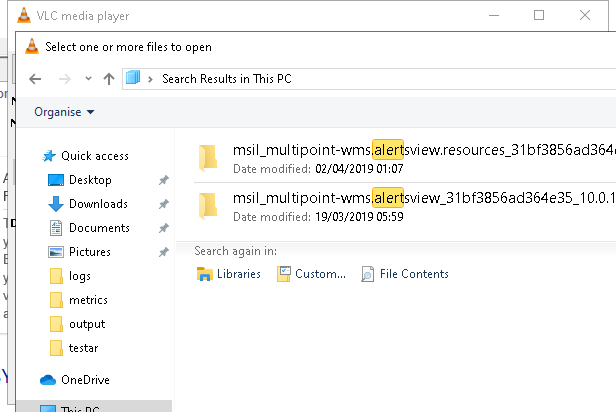 VLC media player
Select one or more files to open
Search Results in This PC
Organise
Quick access
Desktop
Downloads
Documents
Pictures
logs
metrics
output
testar
OneDrive
This PC
msil_multipoint-wms.alertsview.resources_31bf3856ad364e
Date modified: 02/04/2019 01:07
msil_multipoint-wms.alertsview_31bf3856ad364e35_10.0.1
Date modified: 19/03/2019 05:59
Search again in:
Libraries
Custom...
File Contents